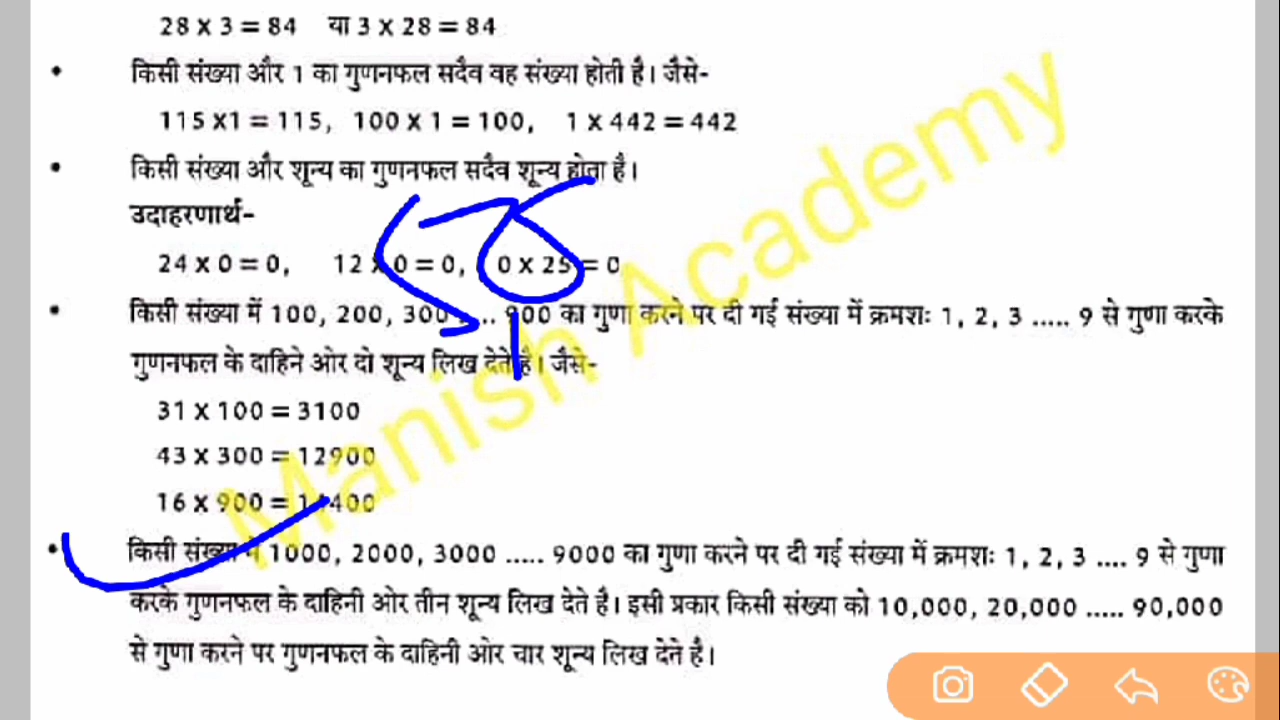 28 x 3 = 84 या 3 x 28 = 84
• किसी संख्या और 1 का गुणनफल सदैव वह संख्या होती है। जैसे-
115 x1 = 115, 100 x 1 = 100, 1 x 442 = 442
• किसी संख्या और शून्य का गुणनफल सदैव शून्य होता है।
उदाहरणार्थ-
24 x 0 = 0, 12 x 0 = 0, 0 x 25 = 0
• किसी संख्या में 100, 200, 300 ..... 900 का गुणा करने पर दी गई संख्या में क्रमशः 1, 2, 3 ..... 9 से गुणा करके
गुणनफल के दाहिने ओर दो शून्य लिख देते है। जैसे-
31 x 100 = 3100
43 x 300 = 12900
16 x 900 = 14400
• किसी संख्या में 1000, 2000, 3000 ..... 9000 का गुणा करने पर दी गई संख्या में क्रमशः 1, 2, 3 .... 9 से गुणा
करके गुणनफल के दाहिनी ओर तीन शून्य लिख देते है। इसी प्रकार किसी संख्या को 10,000, 20,000 ..... 90,000
से गुणा करने पर गुणनफल के दाहिनी ओर चार शून्य लिख देते है।
Manish Academy